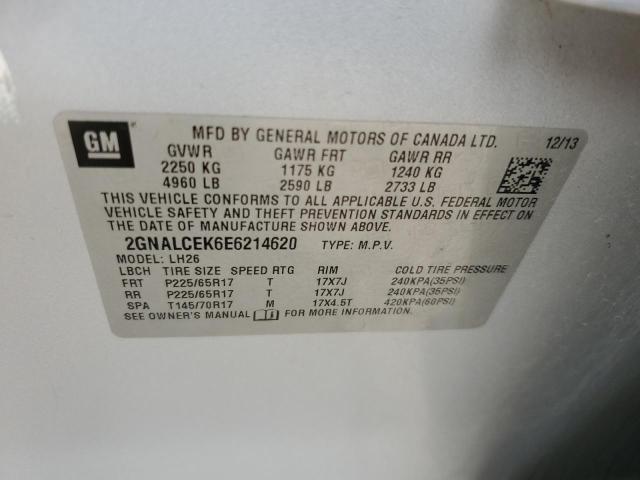 GM
MFD BY GENERAL MOTORS OF CANADA LTD. 12/13
GVWR GAWR FRT GAWR RR
2250 KG 1175 KG 1240 KG
4960 LB 2590 LB 2733 LB
THIS VEHICLE CONFORMS TO ALL APPLICABLE U.S. FEDERAL MOTOR
VEHICLE SAFETY AND THEFT PREVENTION STANDARDS IN EFFECT ON
THE DATE OF MANUFACTURE SHOWN ABOVE.
2GNALCEK6E6214620 TYPE: M.P.V.
MODEL: LH26
LBCH TIRE SIZE SPEED RTG RIM COLD TIRE PRESSURE
FRT P225/65R17 T 17X7J 240KPA(35PSI)
RR P225/65R17 T 17X7J 240KPA(35PSI)
SPA T145/70R17 M 17X4.5T 420KPA(60PSI)
SEE OWNER'S MANUAL FOR MORE INFORMATION.